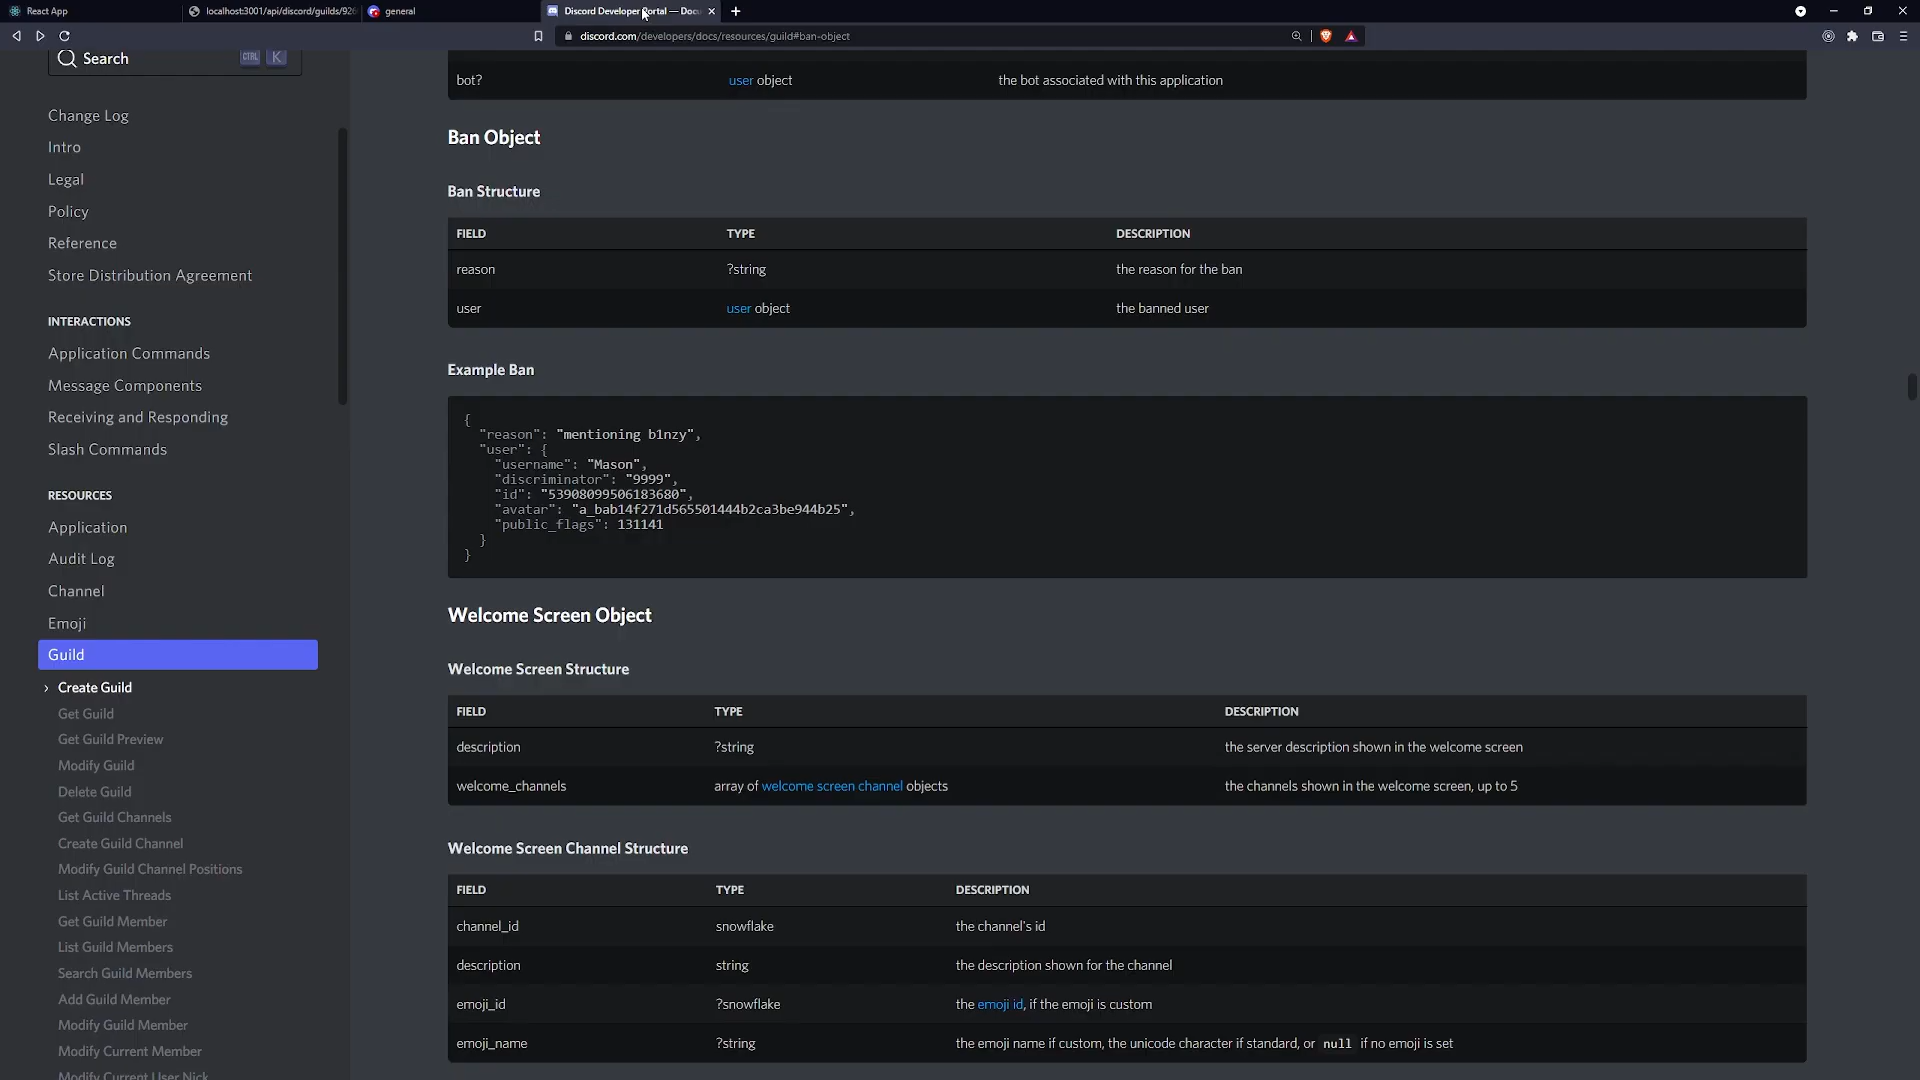 React App
localhost:3001/api/discord/guilds/926
general
Discord Developer Portal — Docu
discord.com/developers/docs/resources/guild#ban-object
Search
CTRL
K
Change Log
Intro
Legal
Policy
Reference
Store Distribution Agreement
INTERACTIONS
Application Commands
Message Components
Receiving and Responding
Slash Commands
RESOURCES
Application
Audit Log
Channel
Emoji
Guild
Create Guild
Get Guild
Get Guild Preview
Modify Guild
Delete Guild
Get Guild Channels
Create Guild Channel
Modify Guild Channel Positions
List Active Threads
Get Guild Member
List Guild Members
Search Guild Members
Add Guild Member
Modify Guild Member
Modify Current Member
Modify Current User Nick
bot? user object the bot associated with this application
Ban Object
Ban Structure
FIELD TYPE DESCRIPTION
reason ?string the reason for the ban
user user object the banned user
Example Ban
{
"reason": "mentioning b1nzy",
"user": {
"username": "Mason",
"discriminator": "9999",
"id": "53908099506183680",
"avatar": "a_bab14f271d565501444b2ca3be944b25",
"public_flags": 131141
}
}
Welcome Screen Object
Welcome Screen Structure
FIELD TYPE DESCRIPTION
description ?string the server description shown in the welcome screen
welcome_channels array of welcome screen channel objects the channels shown in the welcome screen, up to 5
Welcome Screen Channel Structure
FIELD TYPE DESCRIPTION
channel_id snowflake the channel's id
description string the description shown for the channel
emoji_id ?snowflake the emoji id, if the emoji is custom
emoji_name ?string the emoji name if custom, the unicode character if standard, or null if no emoji is set